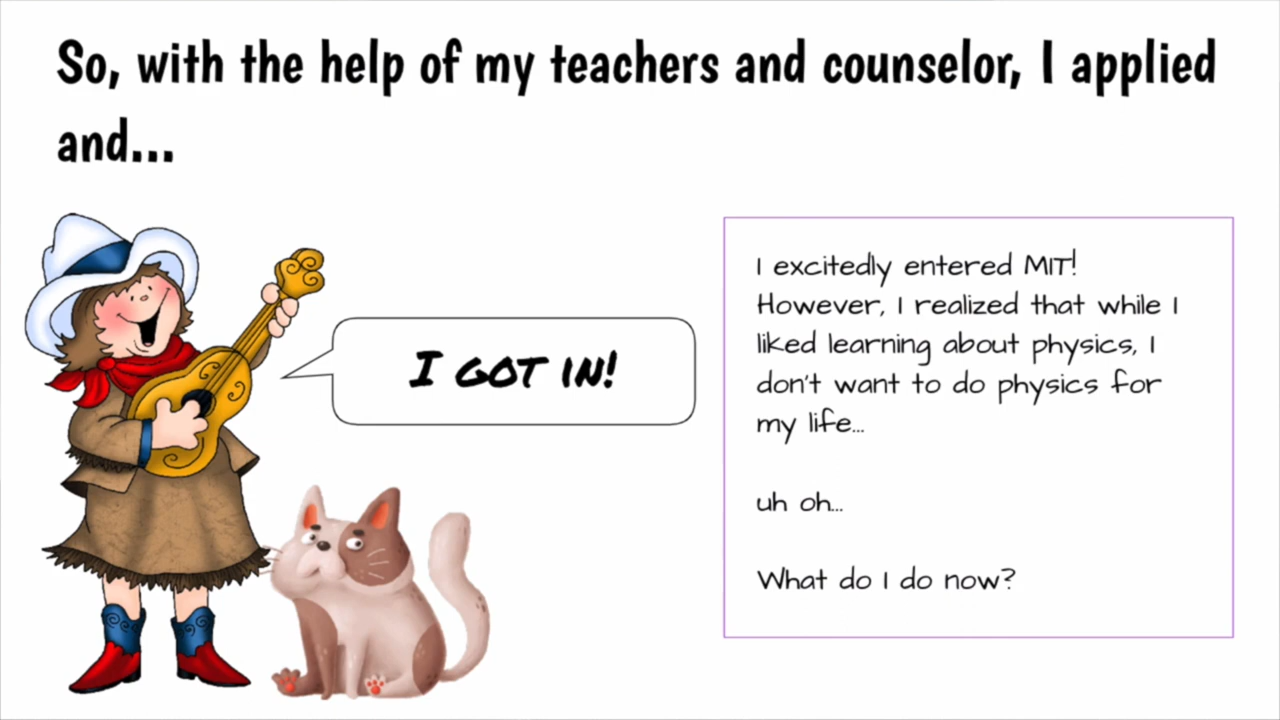 So, with the help of my teachers and counselor, I applied
and...
I GOT IN!
I excitedly entered MIT!
However, I realized that while I
liked learning about physics, I
don't want to do physics for
my life...
uh oh...
What do I do now?